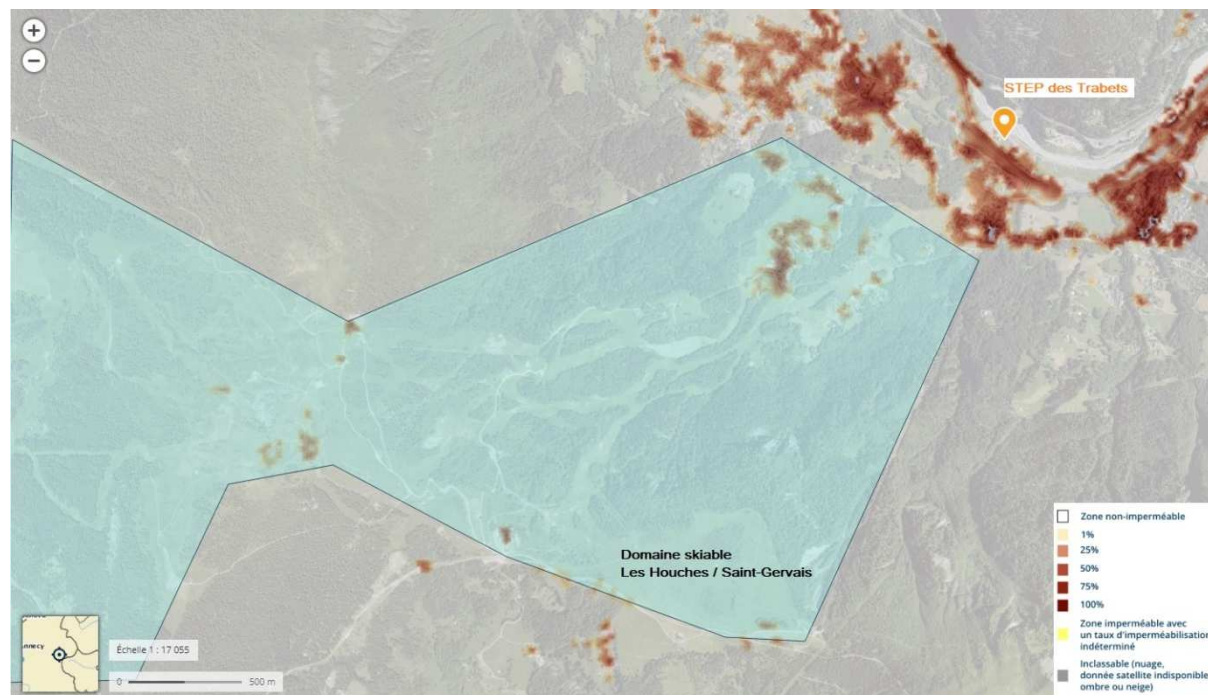 +
−
STEP des Trabets
Domaine skiable
Les Houches / Saint-Gervais
nnecy
Échelle 1 : 17 055
0 500 m
Zone non-imperméable
1%
25%
50%
75%
100%
Zone imperméable avec
un taux d'imperméabilisation
indéterminé
Inclassable (nuage,
donnée satellite indisponible
ombre ou neige)